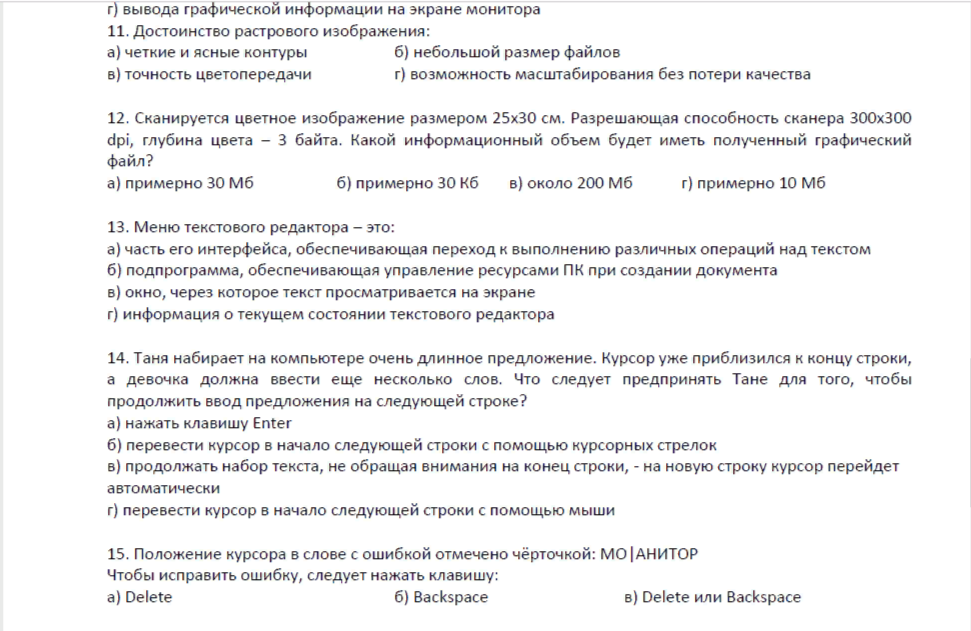 г) вывода графической информации на экране монитора
11. Достоинство растрового изображения:
а) четкие и ясные контуры б) небольшой размер файлов
в) точность цветопередачи г) возможность масштабирования без потери качества
12. Сканируется цветное изображение размером 25х30 см. Разрешающая способность сканера 300х300
dpi, глубина цвета – 3 байта. Какой информационный объем будет иметь полученный графический
файл?
а) примерно 30 Мб б) примерно 30 Кб в) около 200 Мб г) примерно 10 Мб
13. Меню текстового редактора – это:
а) часть его интерфейса, обеспечивающая переход к выполнению различных операций над текстом
б) подпрограмма, обеспечивающая управление ресурсами ПК при создании документа
в) окно, через которое текст просматривается на экране
г) информация о текущем состоянии текстового редактора
14. Таня набирает на компьютере очень длинное предложение. Курсор уже приблизился к концу строки,
а девочка должна ввести еще несколько слов. Что следует предпринять Тане для того, чтобы
продолжить ввод предложения на следующей строке?
а) нажать клавишу Enter
б) перевести курсор в начало следующей строки с помощью курсорных стрелок
в) продолжать набор текста, не обращая внимания на конец строки, - на новую строку курсор перейдет
автоматически
г) перевести курсор в начало следующей строки с помощью мыши
15. Положение курсора в слове с ошибкой отмечено чёрточкой: МО|АНИТОР
Чтобы исправить ошибку, следует нажать клавишу:
а) Delete б) Backspace в) Delete или Backspace